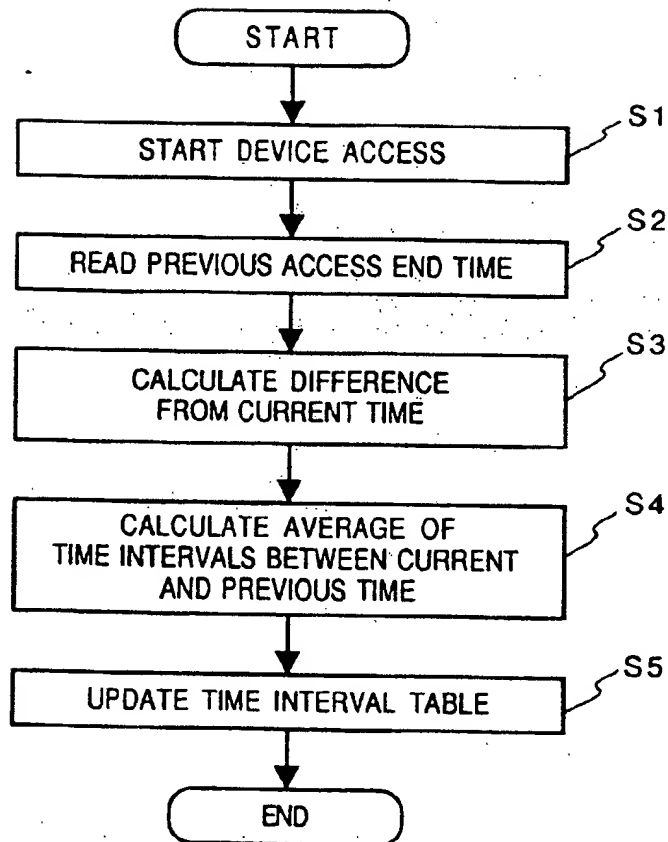 START
S1
START DEVICE ACCESS
S2
READ PREVIOUS ACCESS END TIME
S3
CALCULATE DIFFERENCE
FROM CURRENT TIME
S4
CALCULATE AVERAGE OF
TIME INTERVALS BETWEEN CURRENT
AND PREVIOUS TIME
S5
UPDATE TIME INTERVAL TABLE
END